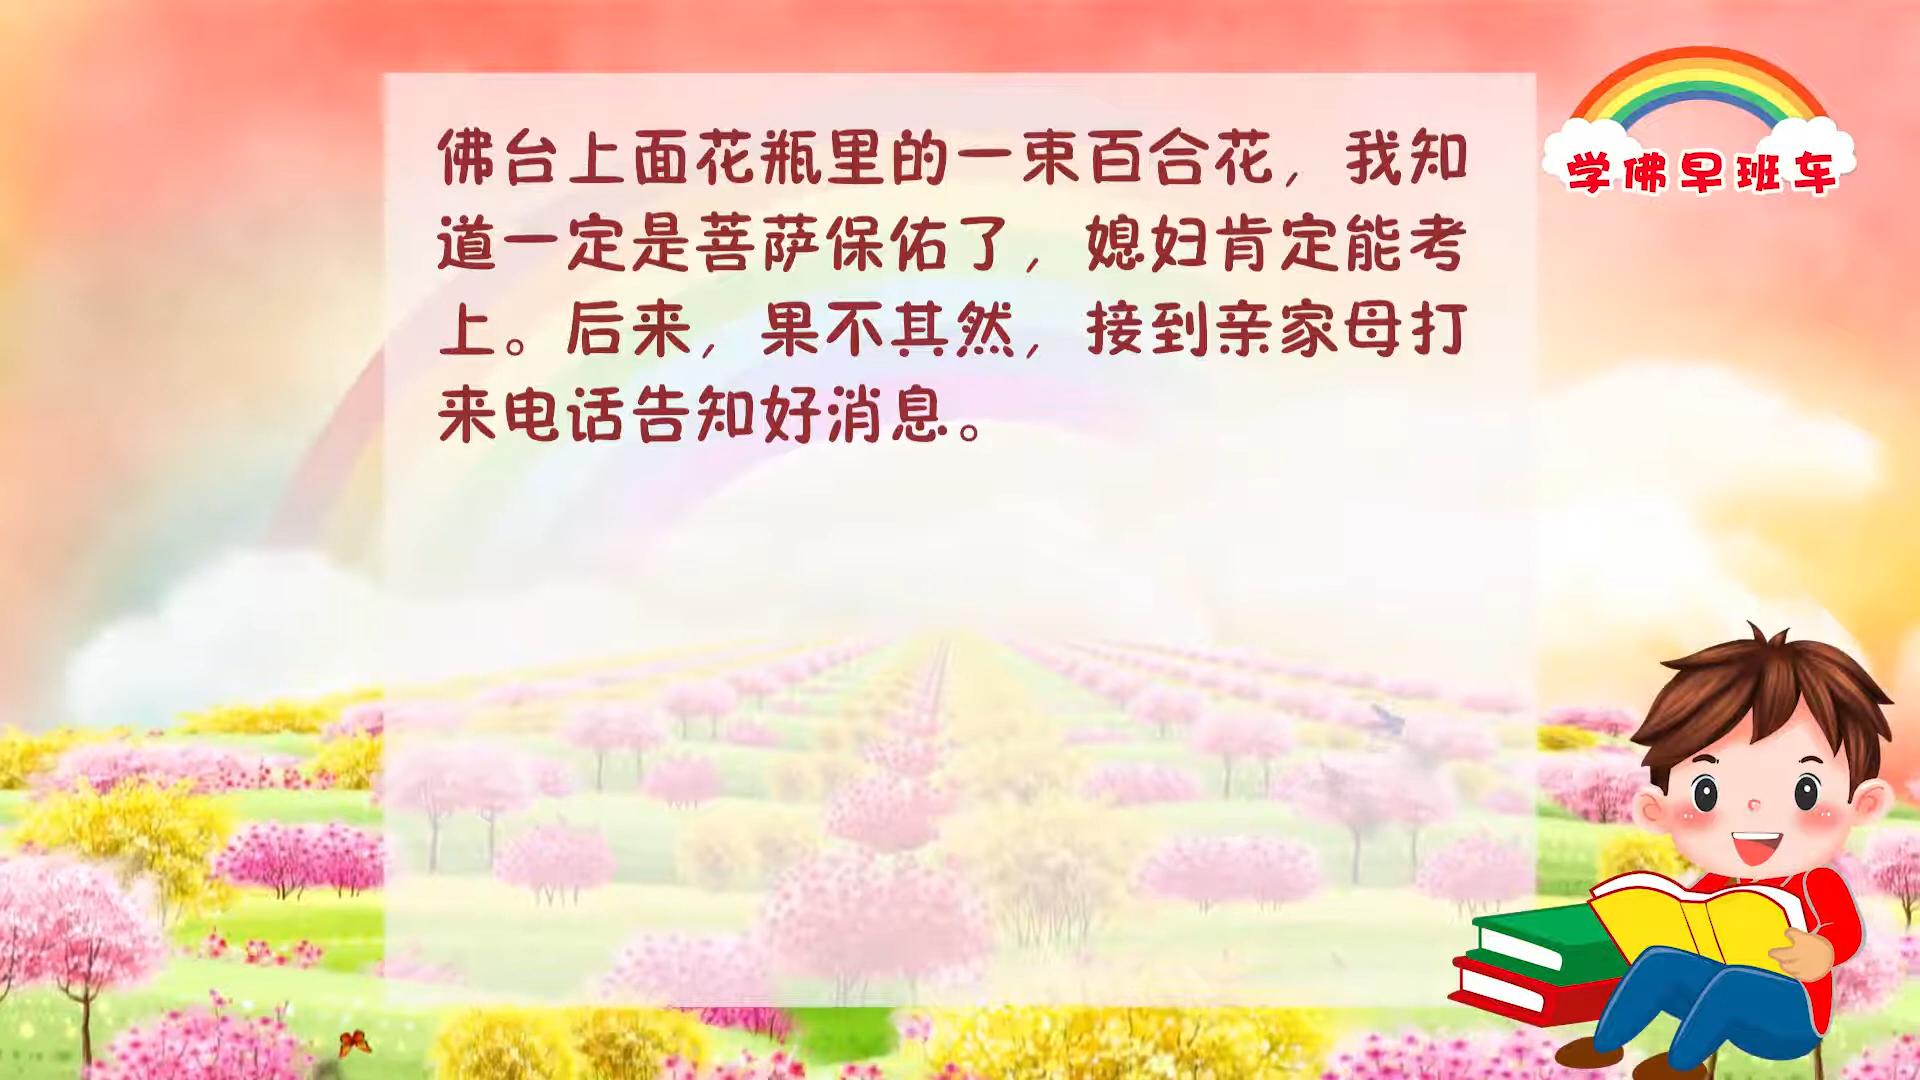 佛台上面花瓶里的一束百合花，我知
道一定是菩萨保佑了，媳妇肯定能考
上。后来，果不其然，接到亲家母打
来电话告知好消息。
学佛早班车